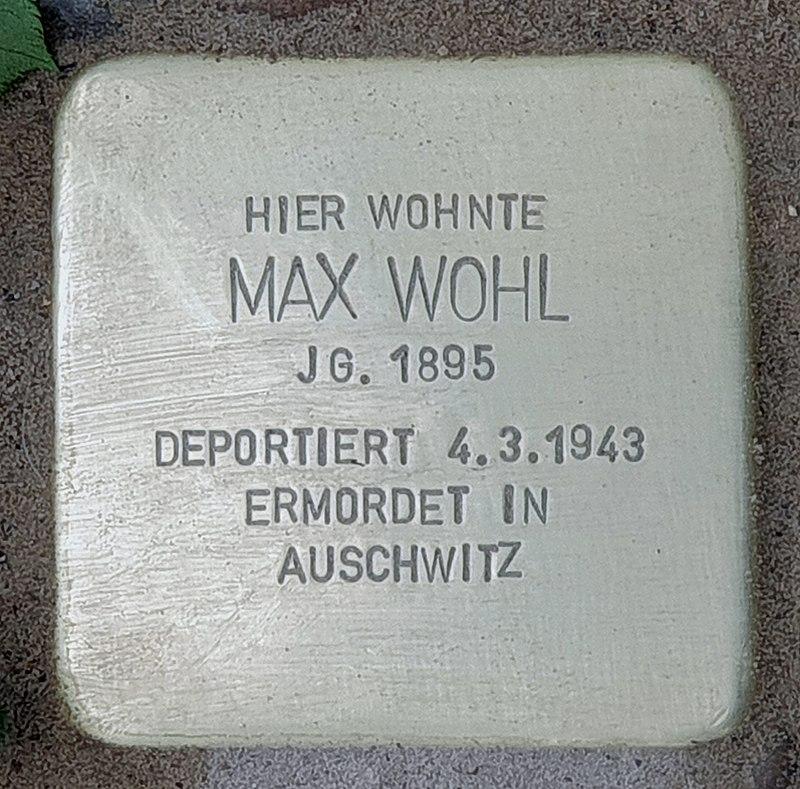 HIER WOHNTE
MAX WOHL
JG. 1895
DEPORTIERT 4.3.1943
ERMORDET IN
AUSCHWITZ